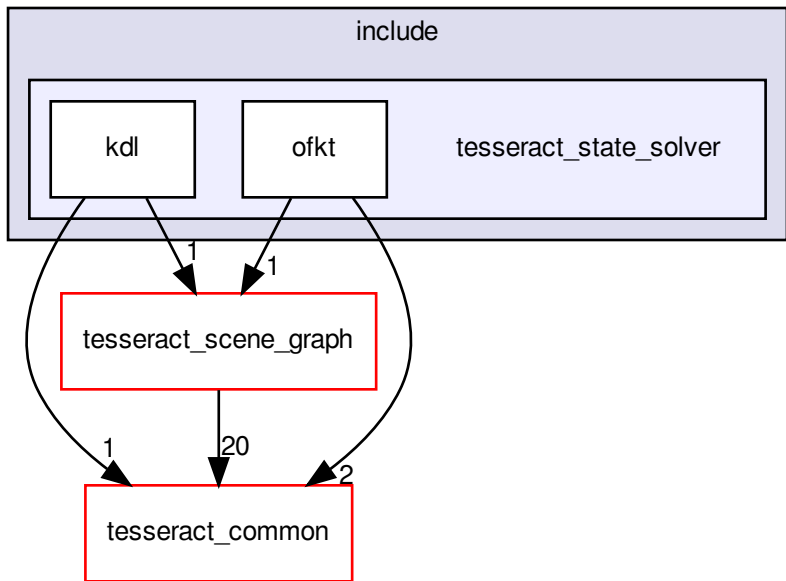 include
kdl
ofkt
tesseract_state_solver
1
1
tesseract_scene_graph
1
20
2
tesseract_common